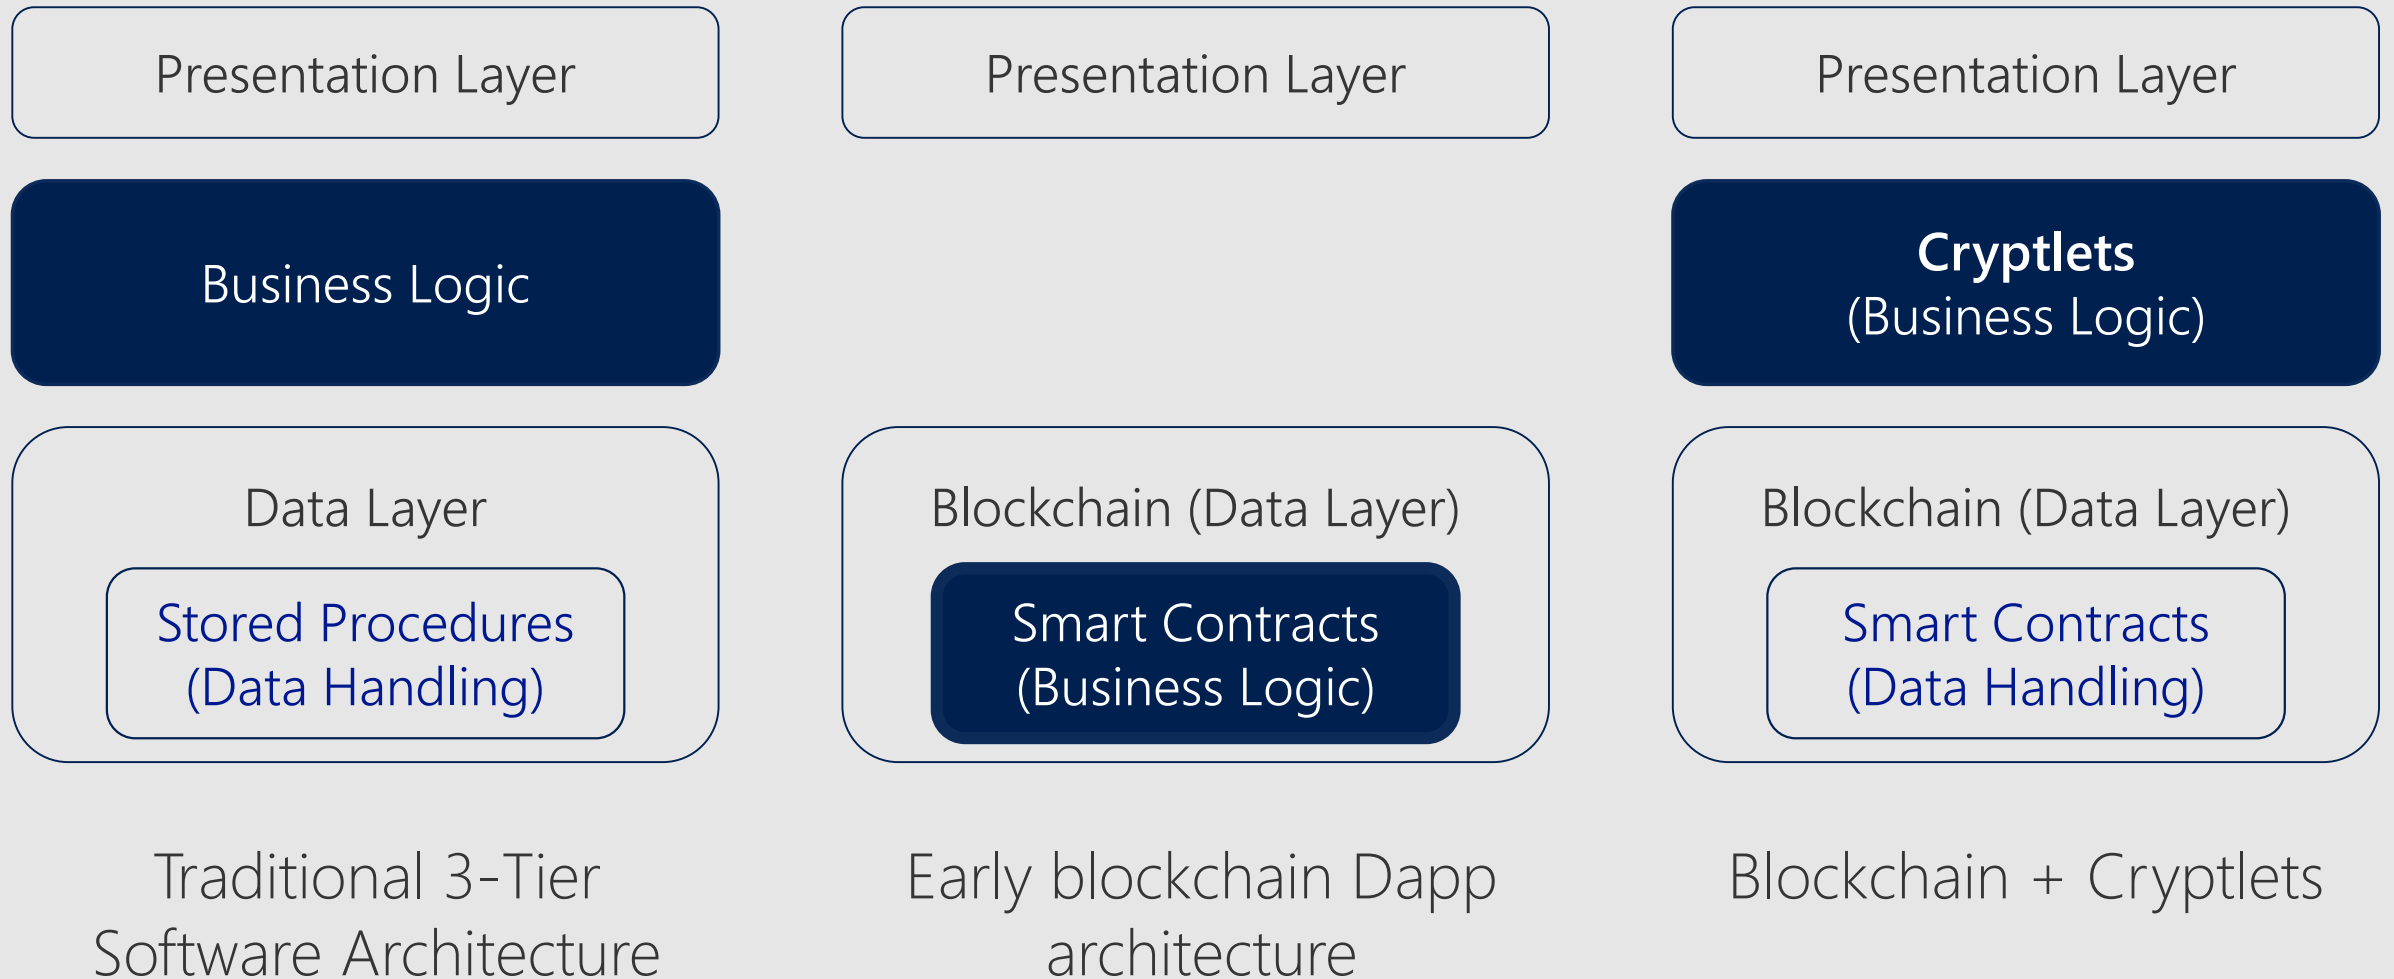 Presentation Layer
Business Logic
Data Layer
Stored Procedures
(Data Handling)
Traditional 3-Tier
Software Architecture
Presentation Layer
Blockchain (Data Layer)
Smart Contracts
(Business Logic)
Early blockchain Dapp
architecture
Presentation Layer
Cryptlets
(Business Logic)
Blockchain (Data Layer)
Smart Contracts
(Data Handling)
Blockchain + Cryptlets